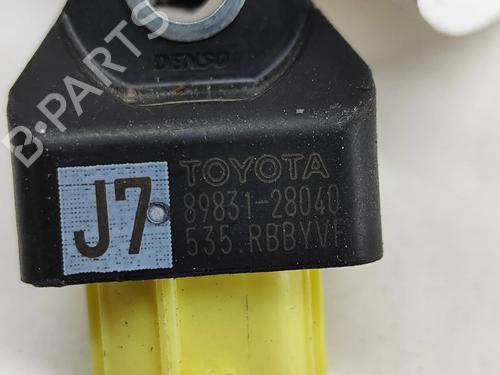 B-PARTS
DENSO
J7
TOYOTA
89831-28040
535.RBBYVF